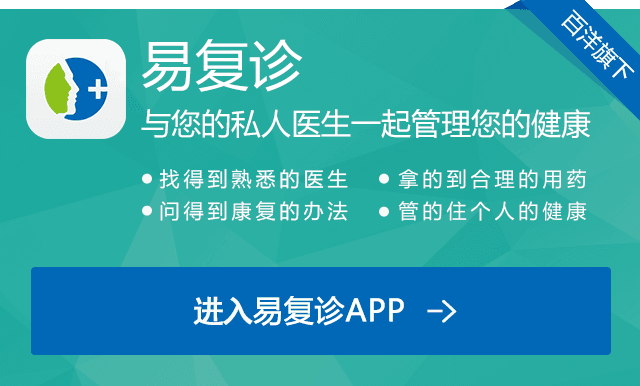 百洋旗下
易复诊
与您的私人医生一起管理您的健康
●找得到熟悉的医生 ●拿的到合理的用药
●问得到康复的办法 ●管的住个人的健康
进入易复诊APP →